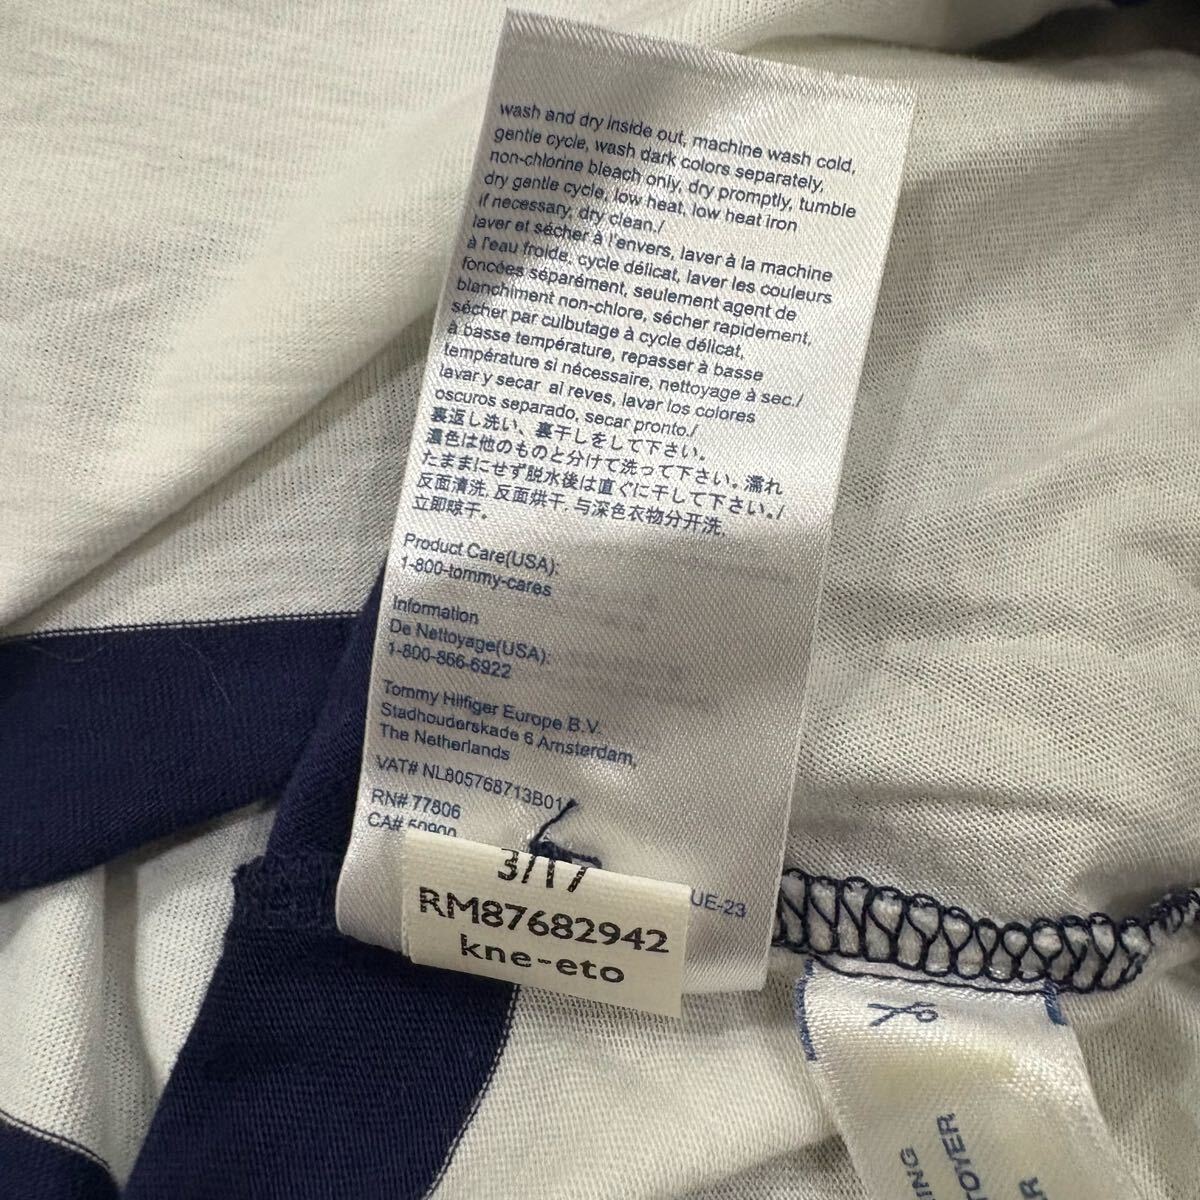 wash and dry inside out, machine wash cold,
gentle cycle, wash dark colors separately,
non-chlorine bleach only, dry promptly, tumble
dry gentle cycle, low heat, low heat iron
if necessary, dry clean./
laver et sécher à l'envers, laver à la machine
à l'eau froide, cycle délicat, laver les couleurs
foncées séparément, seulement agent de
blanchiment non-chlore, sécher rapidement,
sécher par culbutage à cycle délicat,
à basse température, repasser à basse
température si nécessaire, nettoyage à sec./
lavar y secar al reves, lavar los colores
oscuros separado, secar pronto./
裏返し洗い、裏干しをして下さい。
濃色は他のものと分けて洗って下さい。濡れ
たままにせず脱水後は直ぐに干して下さい。/
反面清洗, 反面烘干, 与深色衣物分开洗,
立即晾干。
Product Care(USA):
1-800-tommy-cares
Information
De Nettoyage(USA):
1-800-866-6922
Tommy Hilfiger Europe B.V.
Stadhouderskade 6 Amsterdam,
The Netherlands
VAT# NL805768713B01
RN# 77806
CA# 50900
UE-23
3/17
RM87682942
kne-eto